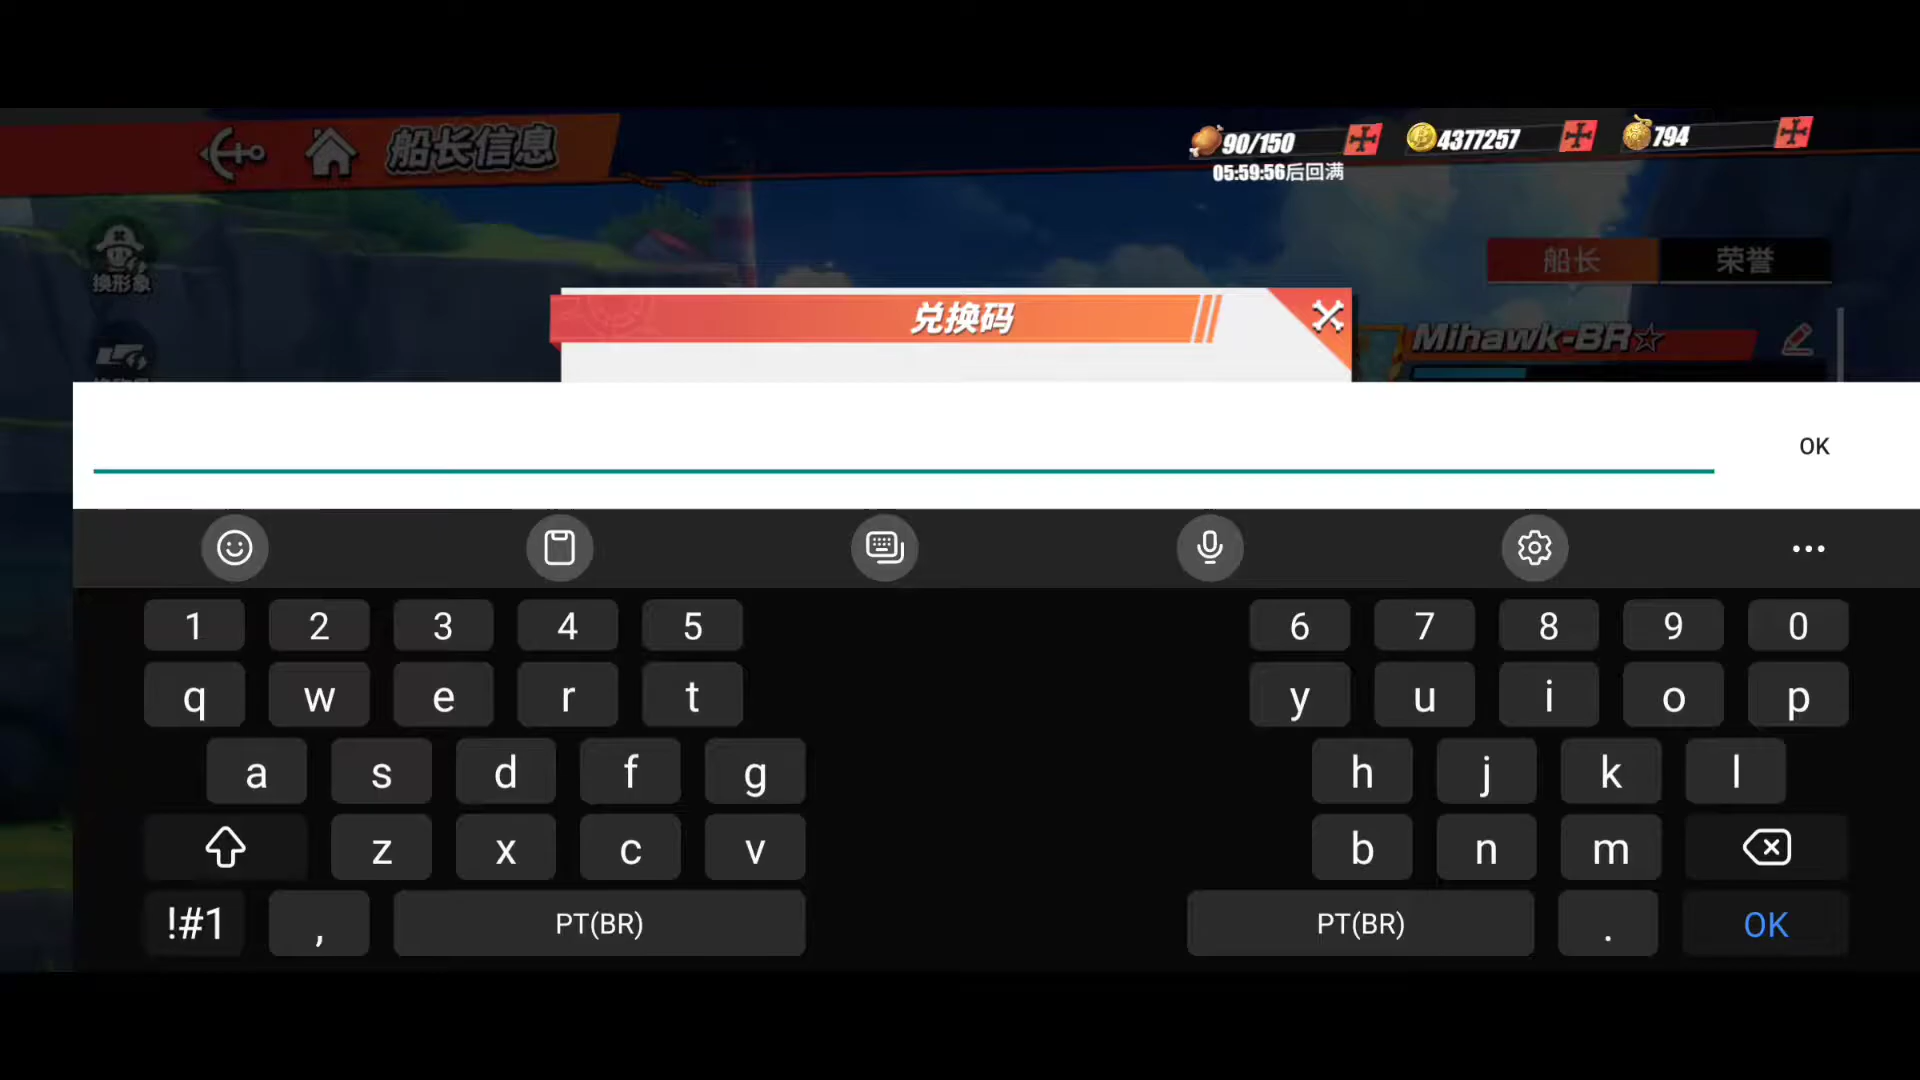 船长信息
90/150
4377257
794
05:59:56后回满
换形象
船长
荣誉
兑换码
Mihawk-BR☆
OK
1 2 3 4 5 6 7 8 9 0
q w e r t y u i o p
a s d f g h j k l
z x c v b n m
!#1 , PT(BR) PT(BR) . OK